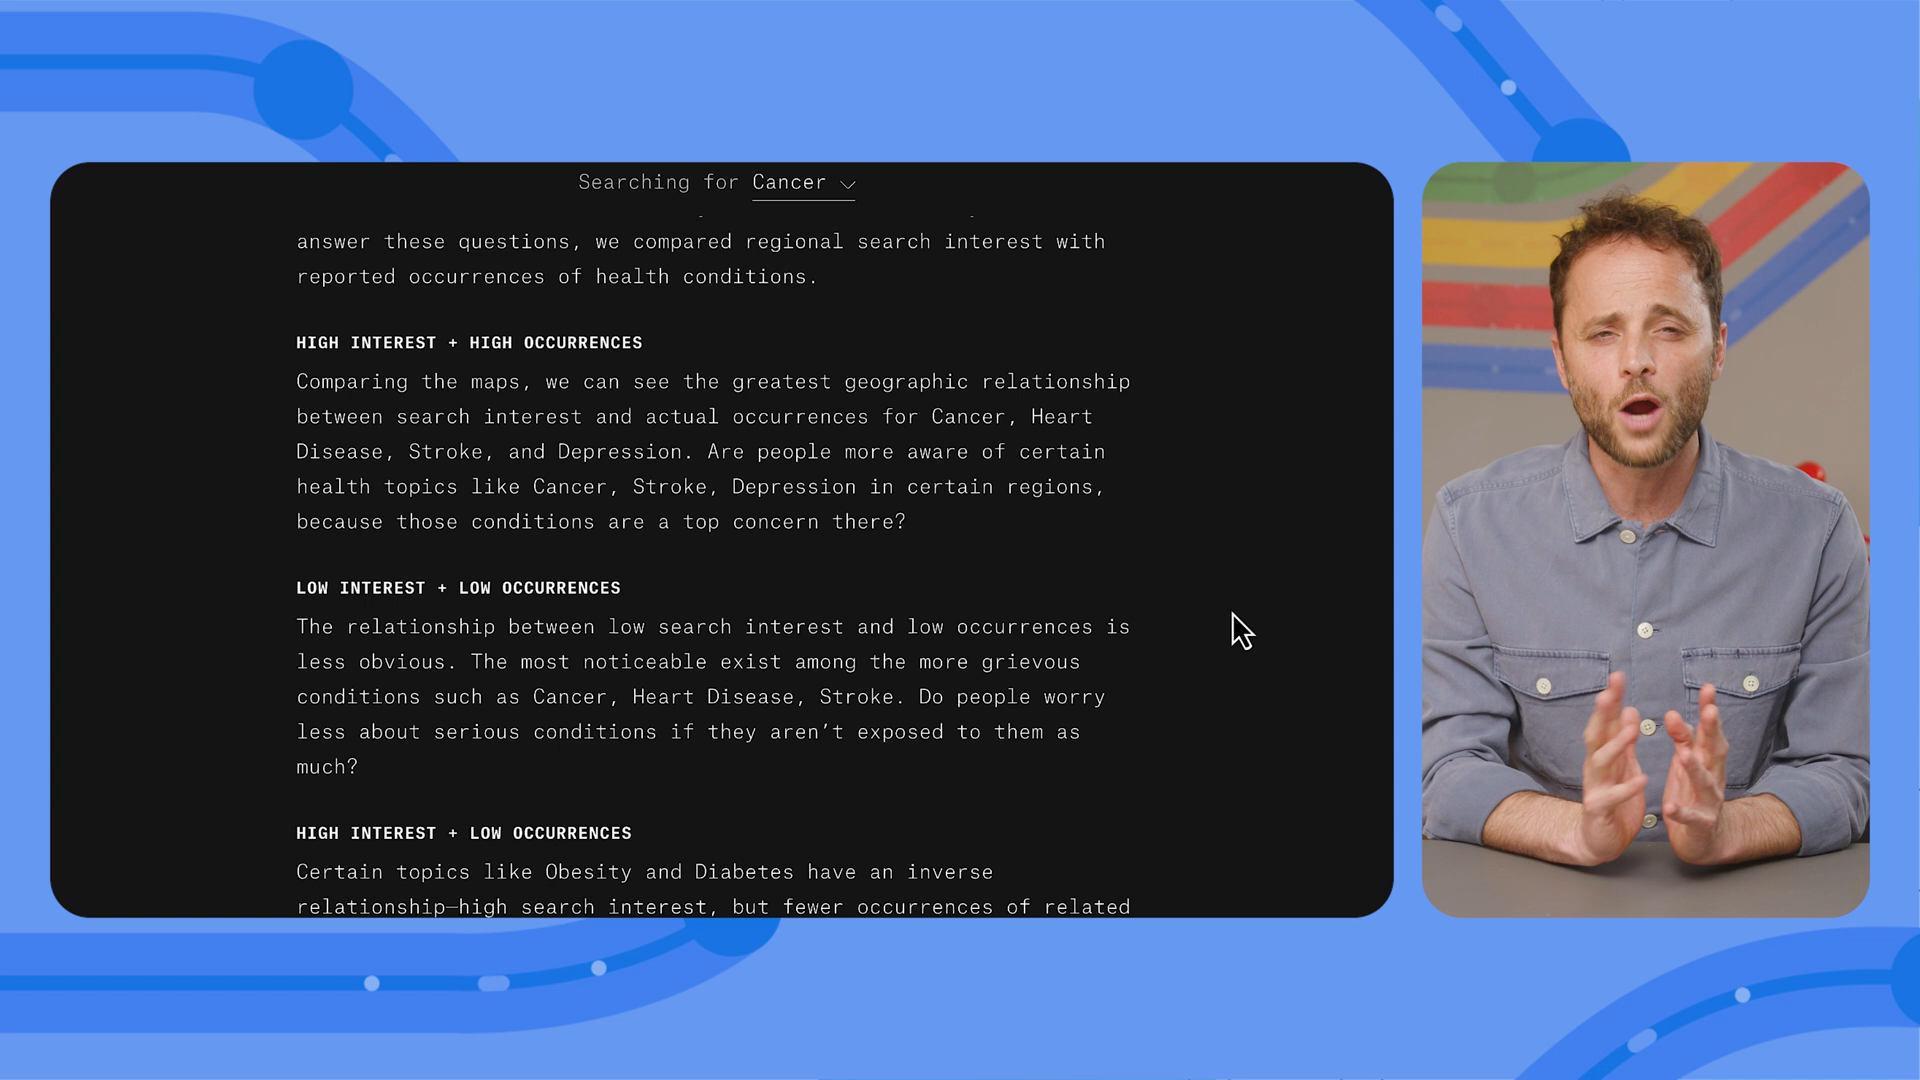 Searching for Cancer
answer these questions, we compared regional search interest with
reported occurrences of health conditions.
HIGH INTEREST + HIGH OCCURRENCES
Comparing the maps, we can see the greatest geographic relationship
between search interest and actual occurrences for Cancer, Heart
Disease, Stroke, and Depression. Are people more aware of certain
health topics like Cancer, Stroke, Depression in certain regions,
because those conditions are a top concern there?
LOW INTEREST + LOW OCCURRENCES
The relationship between low search interest and low occurrences is
less obvious. The most noticeable exist among the more grievous
conditions such as Cancer, Heart Disease, Stroke. Do people worry
less about serious conditions if they aren’t exposed to them as
much?
HIGH INTEREST + LOW OCCURRENCES
Certain topics like Obesity and Diabetes have an inverse
relationship—high search interest, but fewer occurrences of related